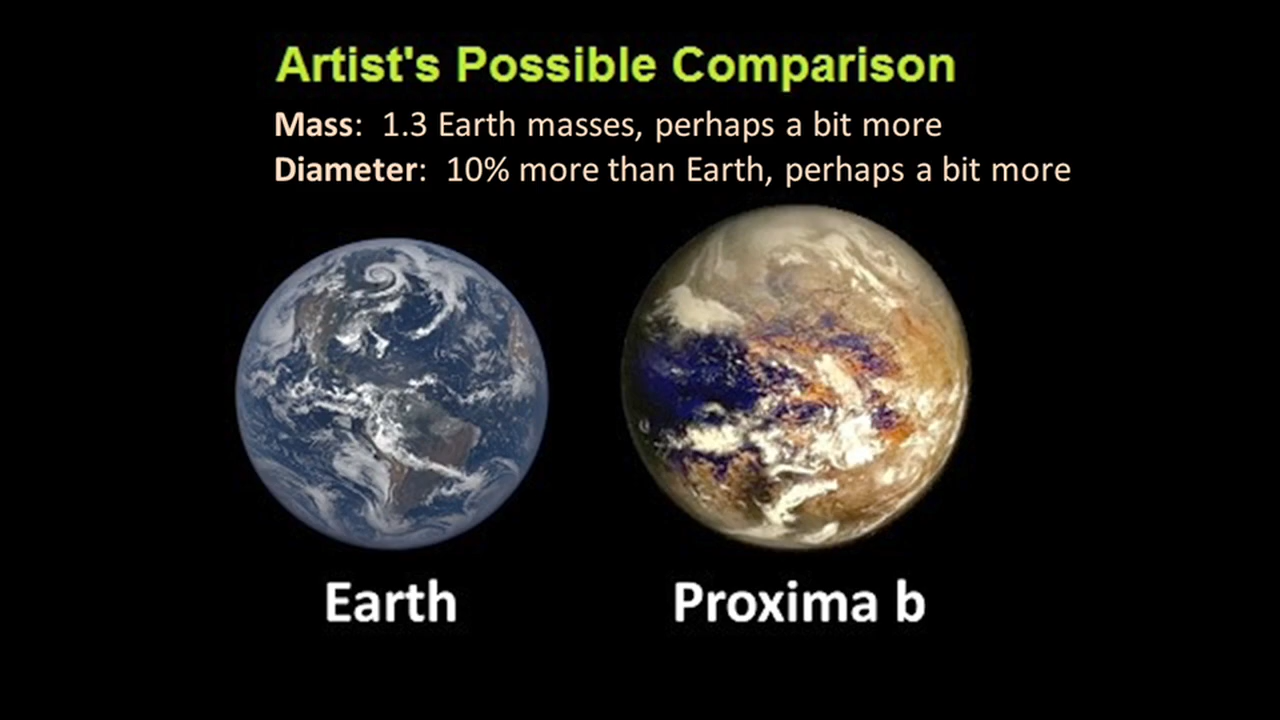 Artist's Possible Comparison
Mass:  1.3 Earth masses, perhaps a bit more
Diameter:  10% more than Earth, perhaps a bit more
Earth
Proxima b